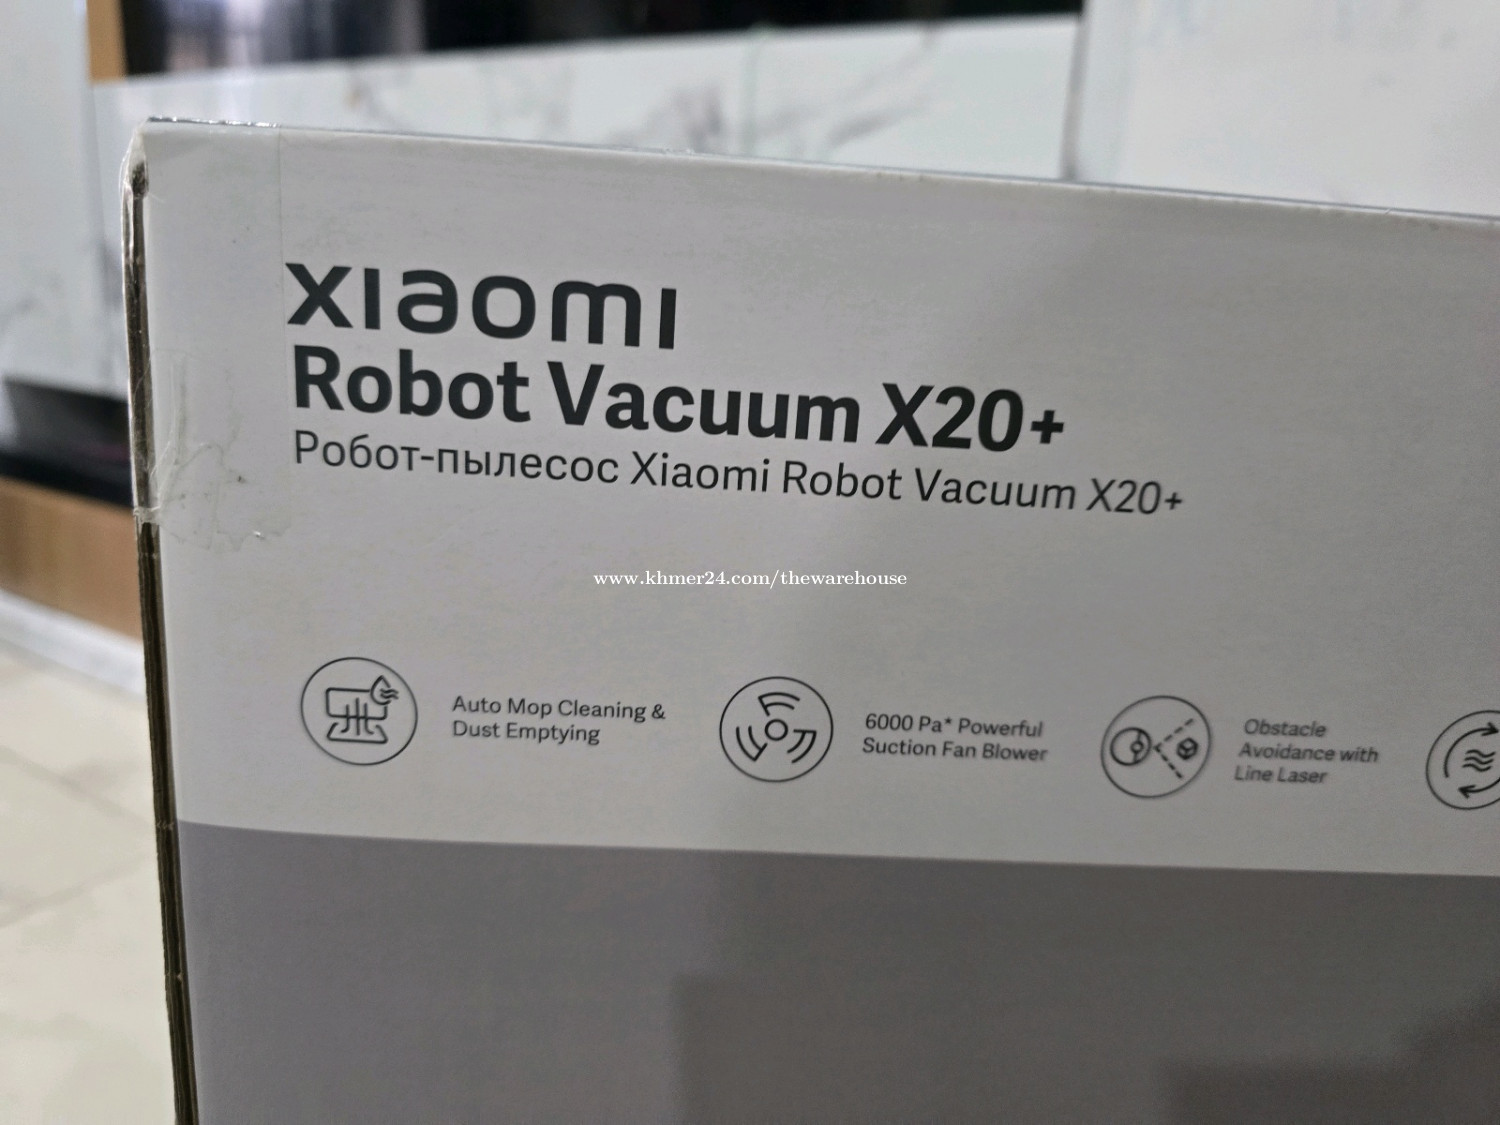 xiaomi
Robot Vacuum X20+
Робот-пылесос Xiaomi Robot Vacuum X20+
www.khmer24.com/thewarehouse
Auto Mop Cleaning &
Dust Emptying
6000 Pa* Powerful
Suction Fan Blower
Obstacle
Avoidance with
Line Laser